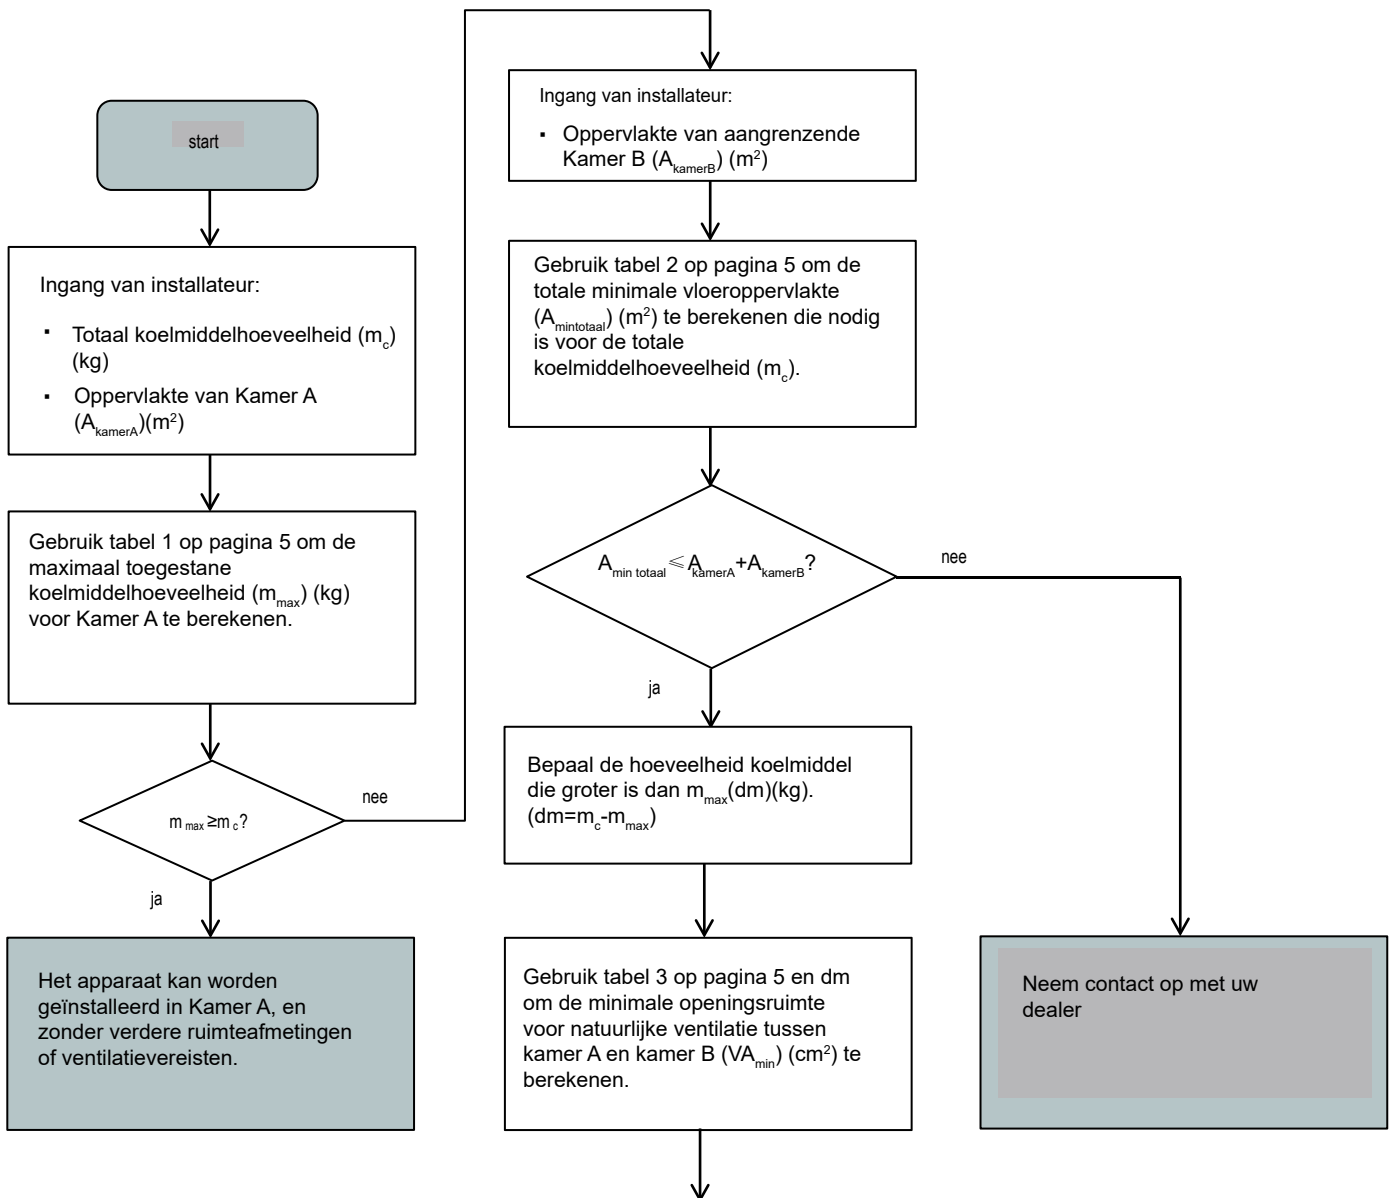 start
Ingang van installateur:
▪ Totaal koelmiddelhoeveelheid (mc)
(kg)
▪ Oppervlakte van Kamer A
(AkamerA)(m²)
Gebruik tabel 1 op pagina 5 om de
maximaal toegestane
koelmiddelhoeveelheid (mmax) (kg)
voor Kamer A te berekenen.
m max ≥m c?
nee
ja
Het apparaat kan worden
geïnstalleerd in Kamer A, en
zonder verdere ruimteafmetingen
of ventilatievereisten.
Ingang van installateur:
▪ Oppervlakte van aangrenzende
Kamer B (AkamerB) (m²)
Gebruik tabel 2 op pagina 5 om de
totale minimale vloeroppervlakte
(Amintotaal) (m²) te berekenen die nodig
is voor de totale
koelmiddelhoeveelheid (mc).
Amin totaal ≤ AkamerA+AkamerB?
nee
ja
Bepaal de hoeveelheid koelmiddel
die groter is dan mmax(dm)(kg).
(dm=mc-mmax)
Gebruik tabel 3 op pagina 5 en dm
om de minimale openingsruimte
voor natuurlijke ventilatie tussen
kamer A en kamer B (VAmin) (cm²) te
berekenen.
Neem contact op met uw
dealer